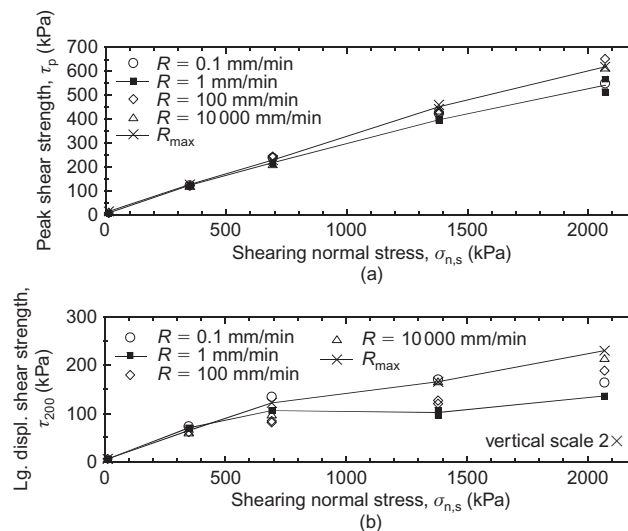 Peak shear strength, τp (kPa)
700
600
500
400
300
200
100
0
R = 0.1 mm/min
R = 1 mm/min
R = 100 mm/min
R = 10 000 mm/min
Rmax
0 500 1000 1500 2000
Shearing normal stress, σn,s (kPa)
(a)
Lg. displ. shear strength,
τ200 (kPa)
300
200
100
0
R = 0.1 mm/min
R = 1 mm/min
R = 100 mm/min
R = 10 000 mm/min
Rmax
vertical scale 2×
0 500 1000 1500 2000
Shearing normal stress, σn,s (kPa)
(b)